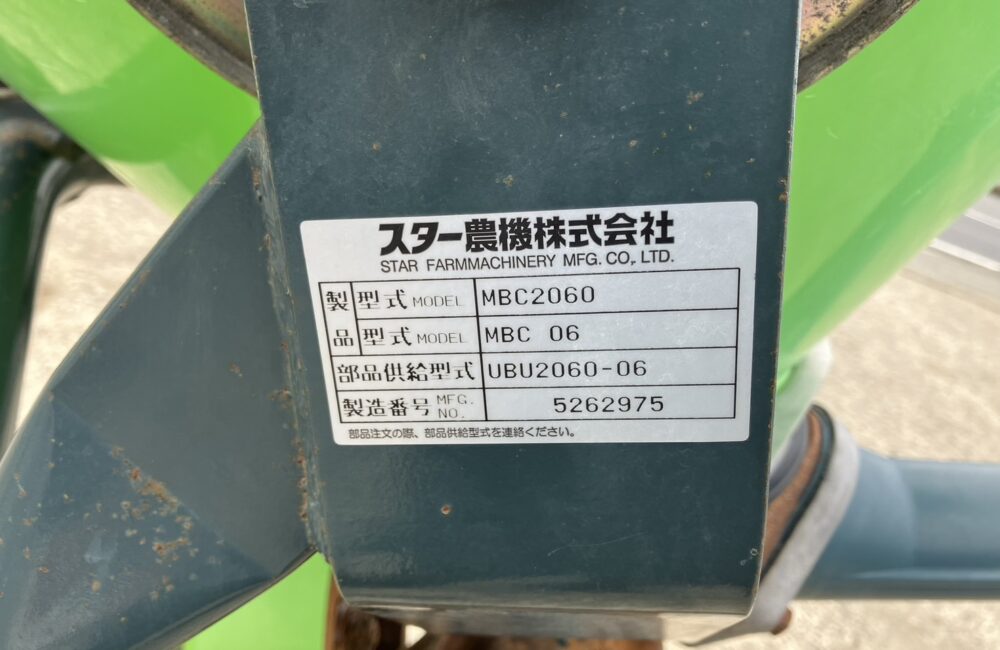 スター農機株式会社
STAR FARMMACHINERY MFG. CO,. LTD.
製 型式 MODEL MBC2060
品 型式 MODEL MBC 06
部品供給型式 UBU2060-06
製造番号 MFG. NO. 5262975
部品注文の際、部品供給型式を連絡ください。